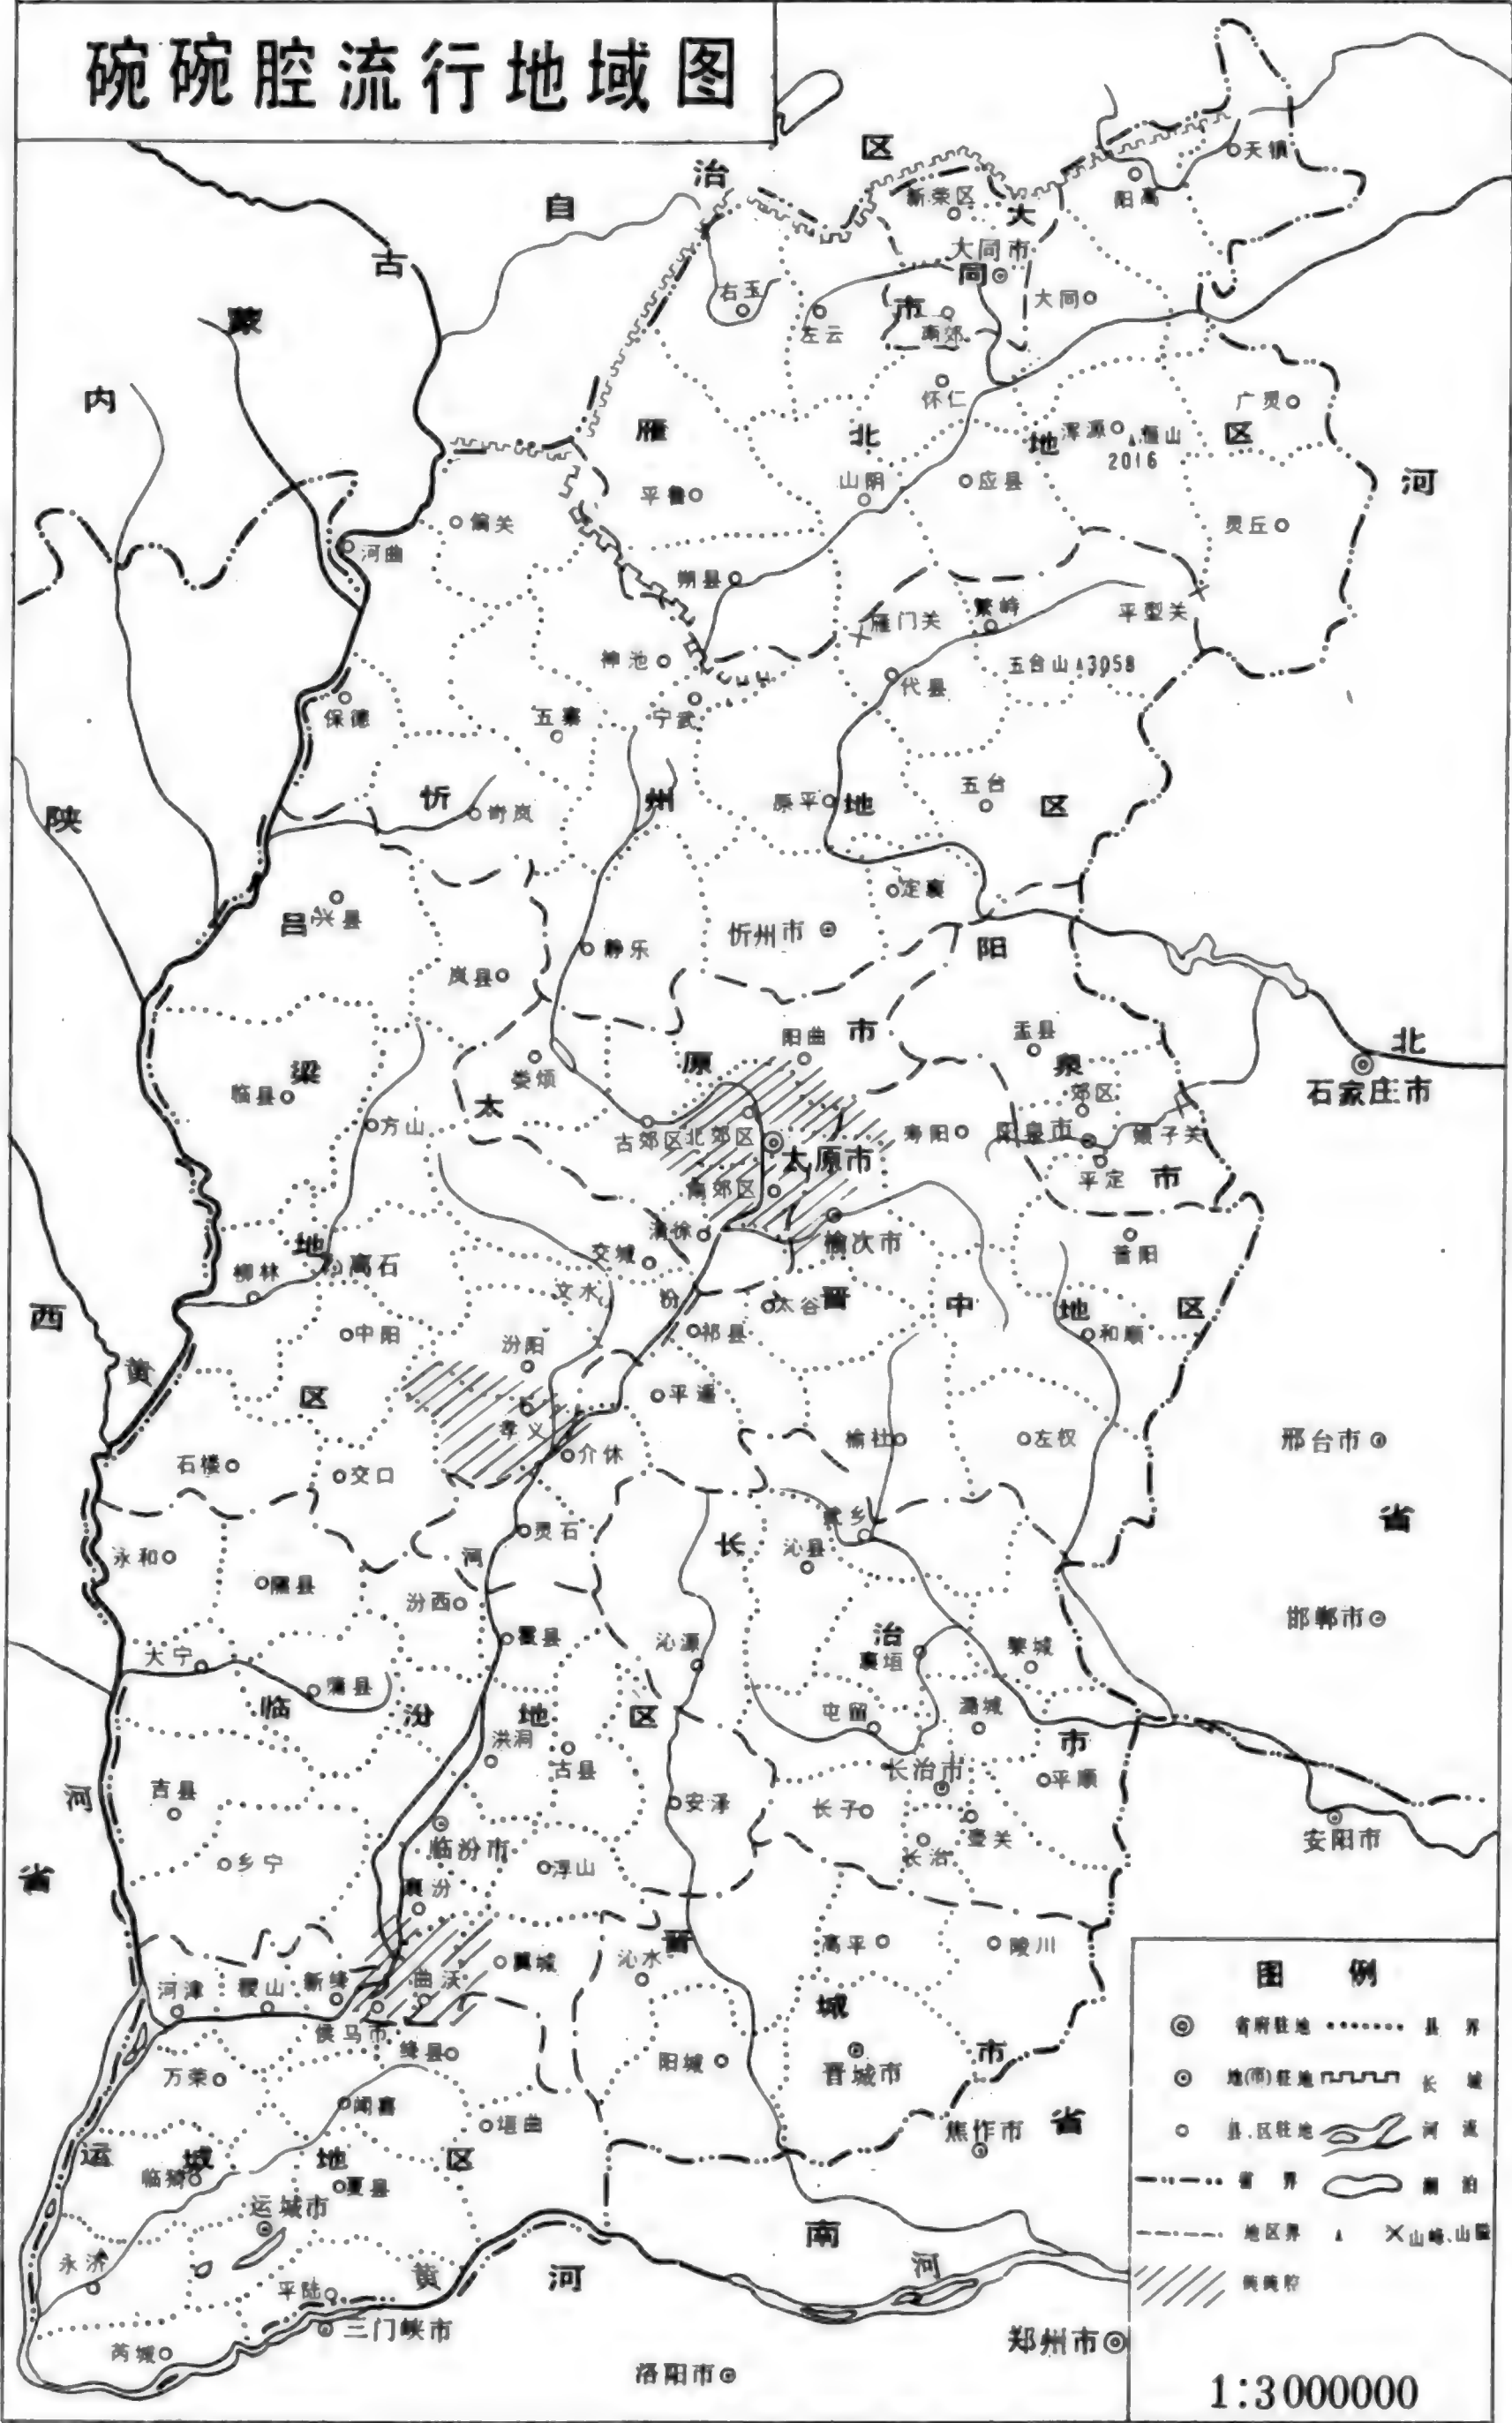 碗碗腔流行地域图
区
治
自
古
蒙
内
天镇
阳高
新荣区
大
大同市
同
大同
右玉
左云
市
南郊
怀仁
广灵
雁
北
地
浑源
恒山
2016
区
河
平鲁
山阴
应县
灵丘
偏关
河曲
朔县
雁门关
繁峙
平型关
神池
五台山
3058
代县
保德
五寨
宁武
陕
忻
岢岚
州
原平
地
五台
区
定襄
吕
兴县
岚县
静乐
忻州市
阳
阳曲
市
盂县
北
石家庄市
梁
临县
娄烦
原
泉
郊区
太
方山
古郊区
北郊区
太原市
寿阳
阳泉市
娘子关
平定
市
南郊区
清徐
榆次市
昔阳
地
离石
柳林
交城
文水
汾
太谷
晋
中
地
区
西
中阳
汾阳
祁县
和顺
黄
区
孝义
平遥
介休
榆社
左权
邢台市
石楼
交口
省
灵石
长
武乡
沁县
永和
隰县
河
汾西
邯郸市
霍县
沁源
治
襄垣
黎城
大宁
蒲县
临
汾
地
区
屯留
潞城
洪洞
古县
市
长治市
平顺
河
吉县
安泽
长子
壶关
长治
安阳市
临汾市
乡宁
浮山
省
襄汾
晋
高平
陵川
沁水
翼城
河津
稷山
新绛
曲沃
侯马市
绛县
城
市
阳城
晋城市
万荣
闻喜
垣曲
焦作市
省
运
城
地
区
临猗
夏县
运城市
永济
平陆
黄
河
南
河
三门峡市
芮城
洛阳市
郑州市
图 例
省府驻地
县 界
地(市)驻地
长 城
县、区驻地
河 流
省 界
湖 泊
地区界
山峰、山隘
碗碗腔
1:3000000